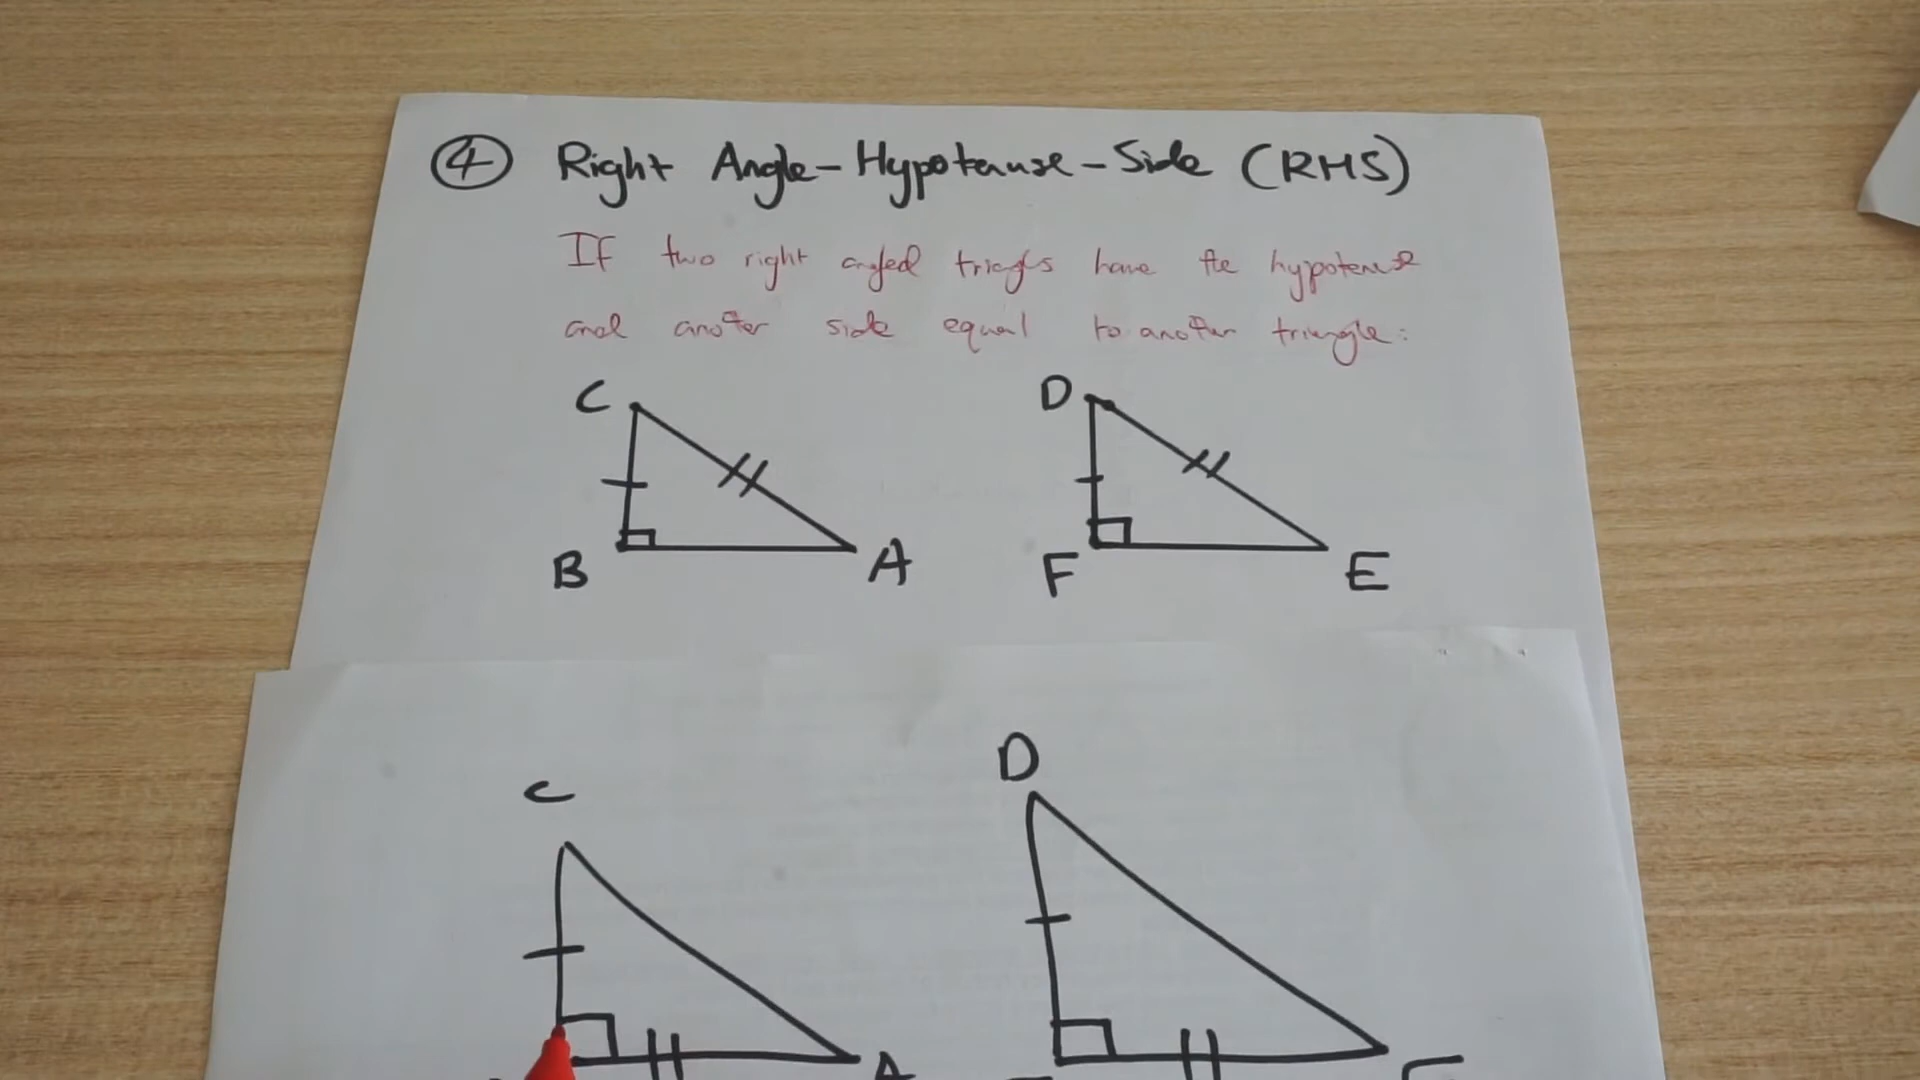 ④ Right Angle-Hypotenuse-Side (RHS)
If two right angled triangles have the hypotenuse
and another side equal to another triangle:
C D
B A F E
D
C
A